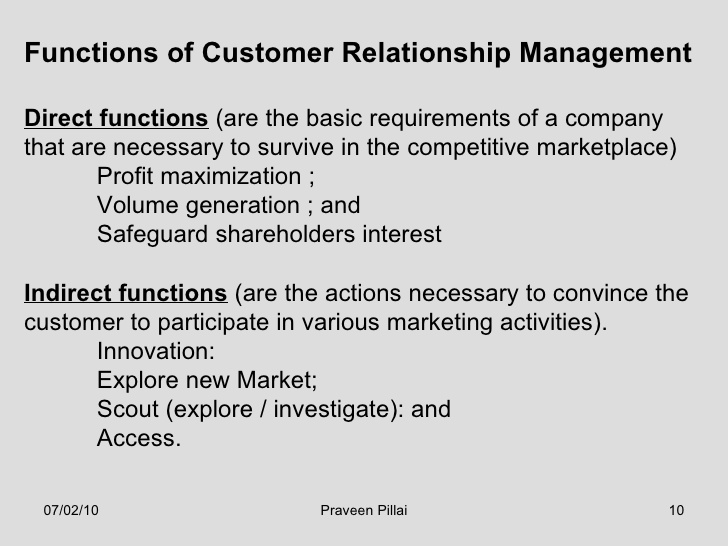 Functions of Customer Relationship Management
Direct functions (are the basic requirements of a company
that are necessary to survive in the competitive marketplace)
Profit maximization ;
Volume generation ; and
Safeguard shareholders interest
Indirect functions (are the actions necessary to convince the
customer to participate in various marketing activities).
Innovation:
Explore new Market;
Scout (explore / investigate): and
Access.
07/02/10
Praveen Pillai
10